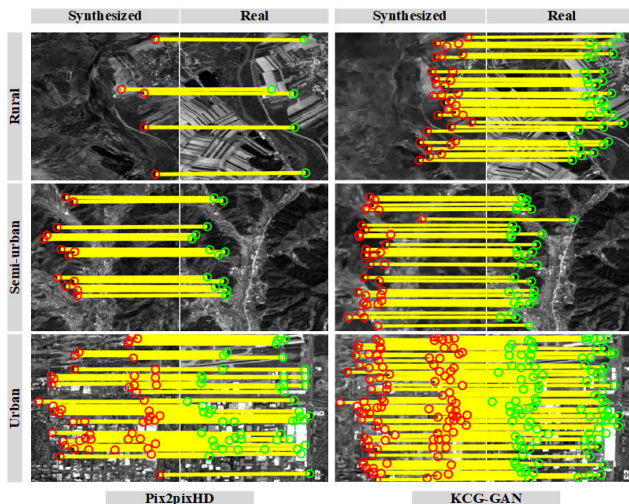 Synthesized Real Synthesized Real
Rural
Semi-urban
Urban
Pix2pixHD KCG-GAN